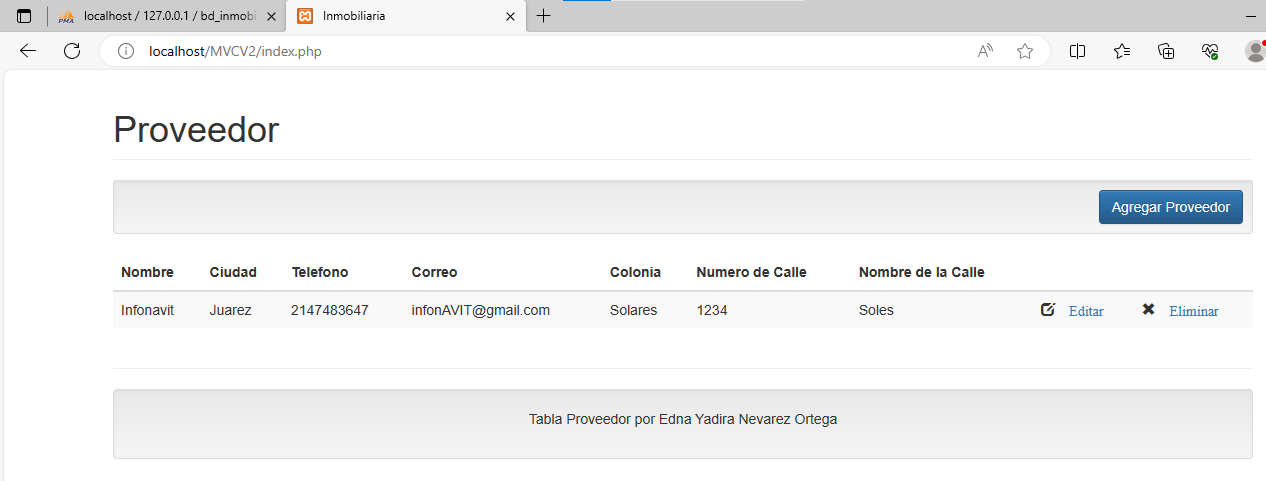 PMA localhost / 127.0.0.1 / bd_inmobi
Inmobiliaria
localhost/MVCV2/index.php
Proveedor
Agregar Proveedor
Nombre Ciudad Telefono Correo Colonia Numero de Calle Nombre de la Calle
Infonavit Juarez 2147483647 infonAVIT@gmail.com Solares 1234 Soles Editar Eliminar
Tabla Proveedor por Edna Yadira Nevarez Ortega